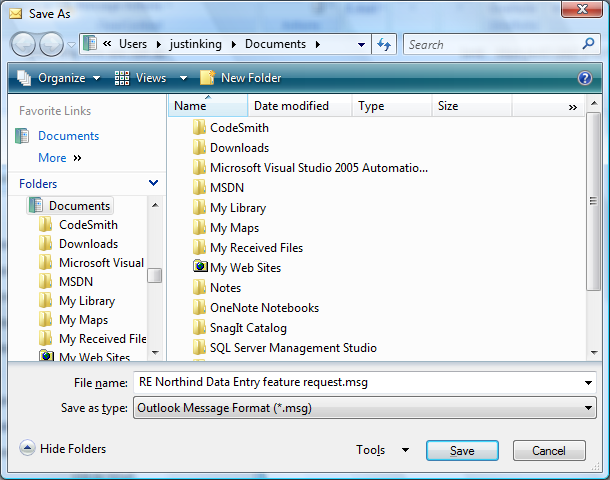 Save As
« Users ▸ justinking ▸ Documents ▸
Search
Organize Views New Folder ?
Favorite Links
Documents
More »
Folders
Documents
CodeSmith
Downloads
Microsoft Visual
MSDN
My Library
My Maps
My Received File
My Web Sites
Name Date modified Type Size »
CodeSmith
Downloads
Microsoft Visual Studio 2005 Automatio...
MSDN
My Library
My Maps
My Received Files
My Web Sites
Notes
OneNote Notebooks
SnagIt Catalog
SQL Server Management Studio
File name: RE Northind Data Entry feature request.msg
Save as type: Outlook Message Format (*.msg)
Hide Folders Tools Save Cancel